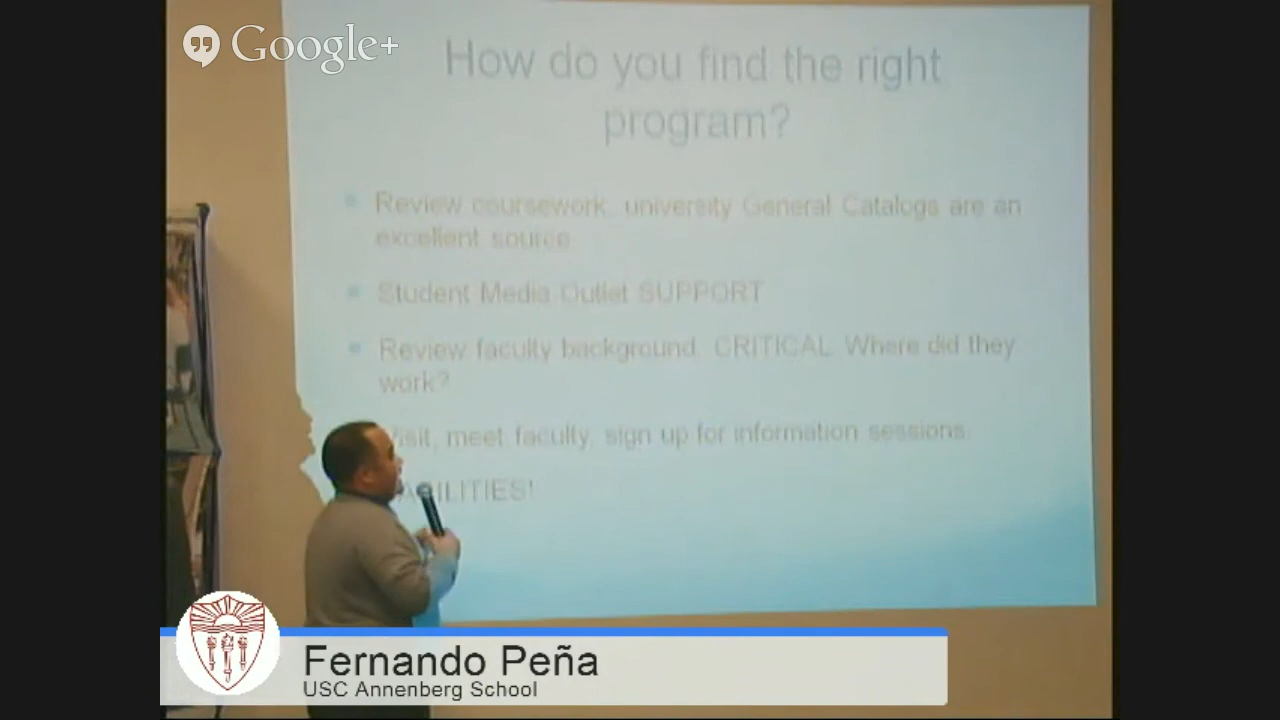 Google+
How do you find the right
program?
Review coursework, university General Catalogs are an
excellent source.
Student Media Outlet SUPPORT
Review faculty background. CRITICAL. Where did they
work?
meet faculty, sign up for information sessions.
Fernando Peña
USC Annenberg School